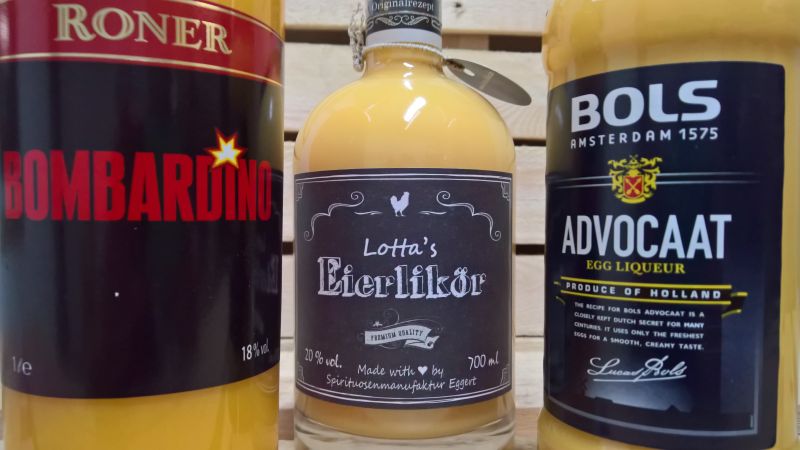 RONER
BOMBARDINO
1l e
18% vol.
Originalrezept
Lotta's
Eierlikör
PREMIUM QUALITY
20% vol.
700 ml
Made with ♥ by
Spirituosenmanufaktur Eggert
BOLS
AMSTERDAM 1575
ADVOCAAT
EGG LIQUEUR
PRODUCE OF HOLLAND
THE RECIPE FOR BOLS ADVOCAAT IS A
CLOSELY KEPT DUTCH SECRET FOR MANY
CENTURIES. IT USES ONLY THE FRESHEST
EGGS FOR A SMOOTH, CREAMY TASTE.
Lucas Bols